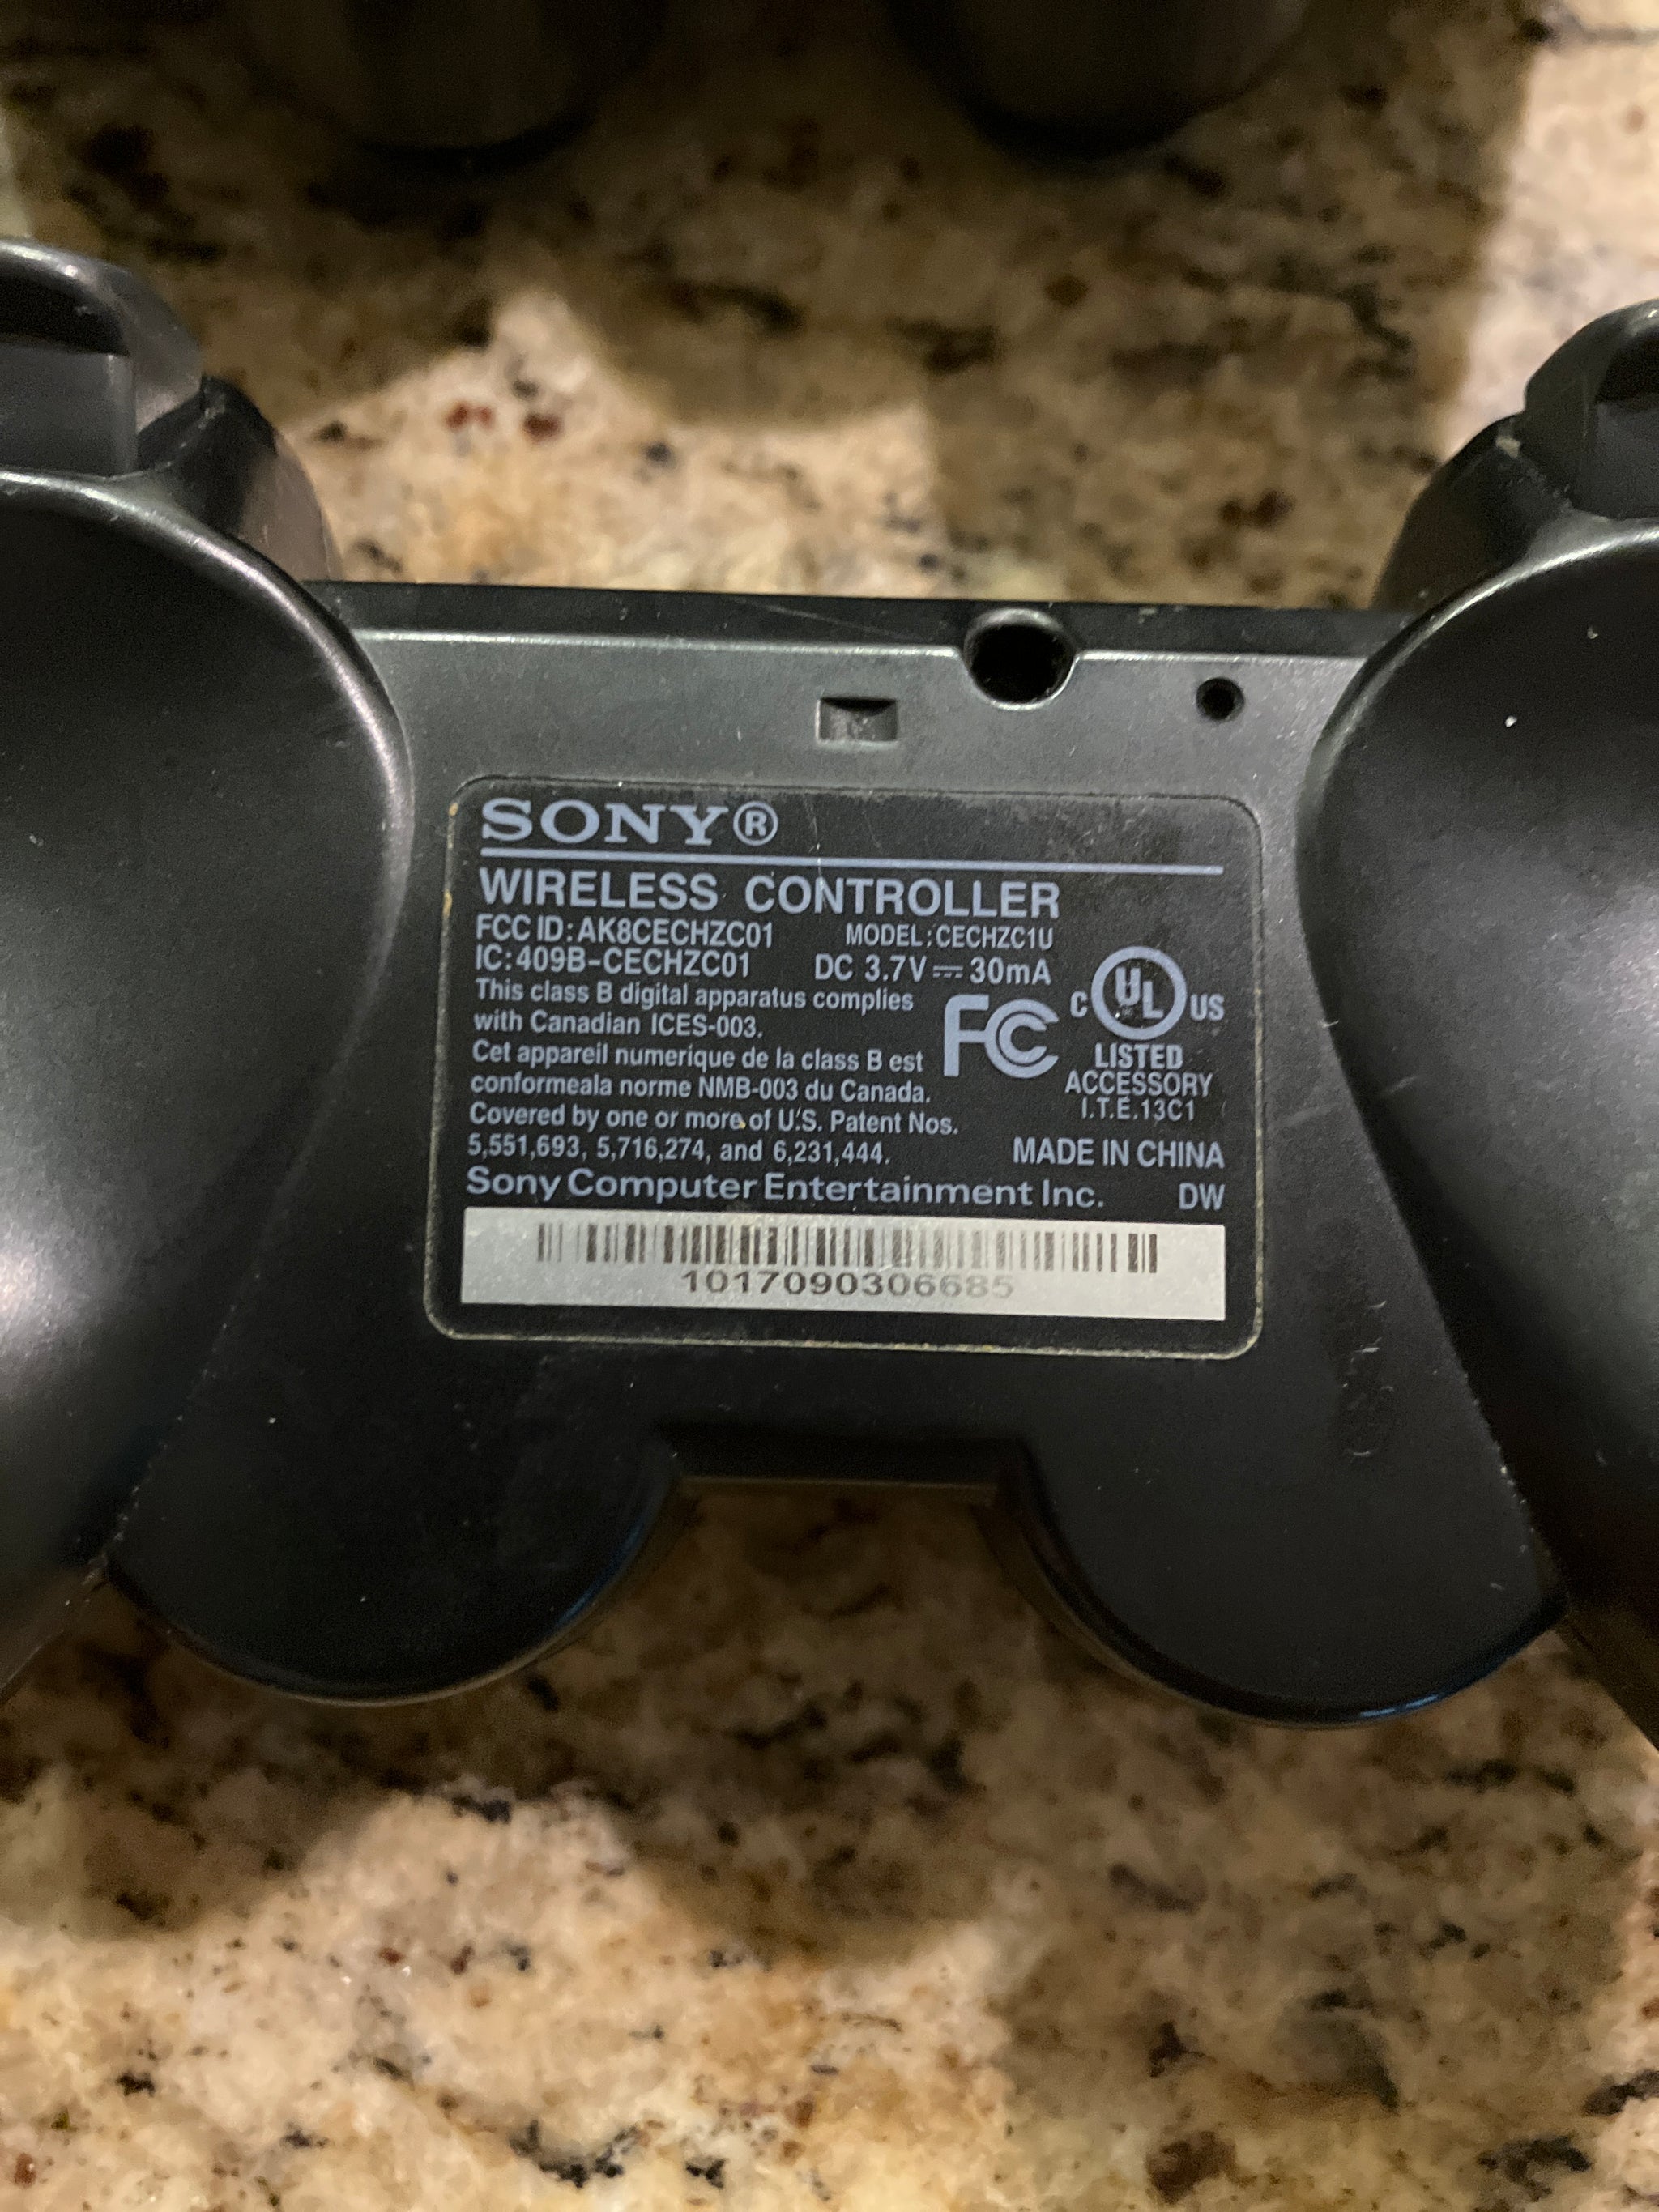 SONY®
WIRELESS CONTROLLER
FCC ID:AK8CECHZC01 MODEL:CECHZC1U
IC:409B-CECHZC01 DC 3.7V⎓30mA
This class B digital apparatus complies
with Canadian ICES-003.
Cet appareil numerique de la class B est
conformeala norme NMB-003 du Canada.
Covered by one or more of U.S. Patent Nos.
5,551,693, 5,716,274, and 6,231,444.
Sony Computer Entertainment Inc.
FC
C UL US
LISTED
ACCESSORY
I.T.E.13C1
MADE IN CHINA
DW
1017090306685